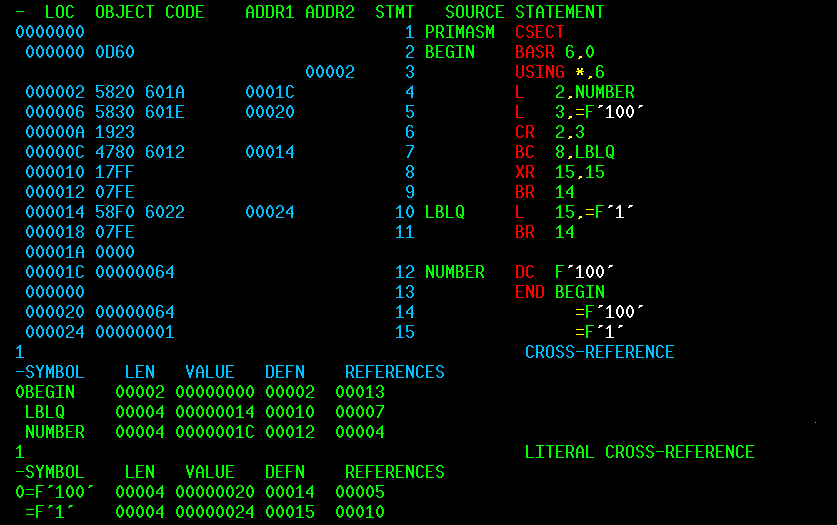 -  LOC  OBJECT CODE    ADDR1 ADDR2  STMT   SOURCE STATEMENT
0000000                                1 PRIMASM  CSECT
 000000 0D60                           2 BEGIN    BASR 6,0
                             00002     3          USING *,6
 000002 5820 601A      0001C           4          L   2,NUMBER
 000006 5830 601E      00020           5          L   3,=F´100´
 00000A 1923                           6          CR  2,3
 00000C 4780 6012      00014           7          BC  8,LBLQ
 000010 17FF                           8          XR  15,15
 000012 07FE                           9          BR  14
 000014 58F0 6022      00024          10 LBLQ     L   15,=F´1´
 000018 07FE                          11          BR  14
 00001A 0000
 00001C 00000064                      12 NUMBER   DC  F´100´
 000000                               13          END BEGIN
 000020 00000064                      14                =F´100´
 000024 00000001                      15                =F´1´
1                                                  CROSS-REFERENCE
-SYMBOL    LEN   VALUE   DEFN    REFERENCES
0BEGIN    00002 00000000 00002  00013
 LBLQ     00004 00000014 00010  00007
 NUMBER   00004 0000001C 00012  00004
1                                                  LITERAL CROSS-REFERENCE
-SYMBOL    LEN   VALUE   DEFN    REFERENCES
0=F´100´  00004 00000020 00014  00005
 =F´1´    00004 00000024 00015  00010